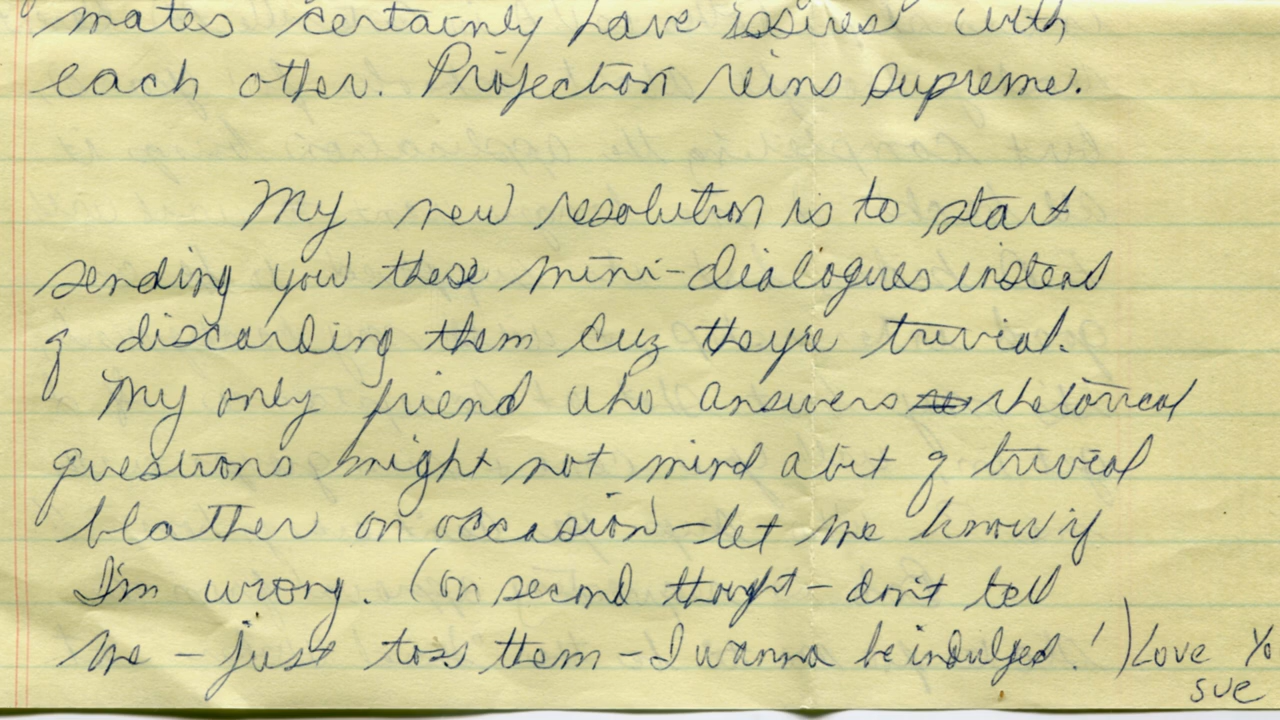 mates certainly have issues with
each other. Projection reins supreme.
My new resolution is to start
sending you these mini-dialogues instead
of discarding them cuz they're trivial.
My only friend who answers rhetorical
questions might not mind a bit of trivial
blather on occasion - let me know if
I'm wrong. (On second thought - don't tell
me - just toss them - I wanna be indulged!) Love Ya
Sue